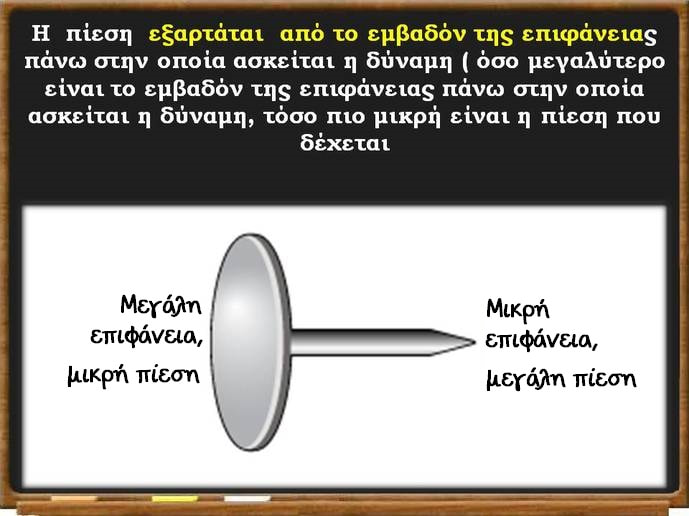 Η πίεση εξαρτάται από το εμβαδόν της επιφάνειας
πάνω στην οποία ασκείται η δύναμη ( όσο μεγαλύτερο
είναι το εμβαδόν της επιφάνειας πάνω στην οποία
ασκείται η δύναμη, τόσο πιο μικρή είναι η πίεση που
δέχεται
Μεγάλη
επιφάνεια,
μικρή πίεση
Μικρή
επιφάνεια,
μεγάλη πίεση